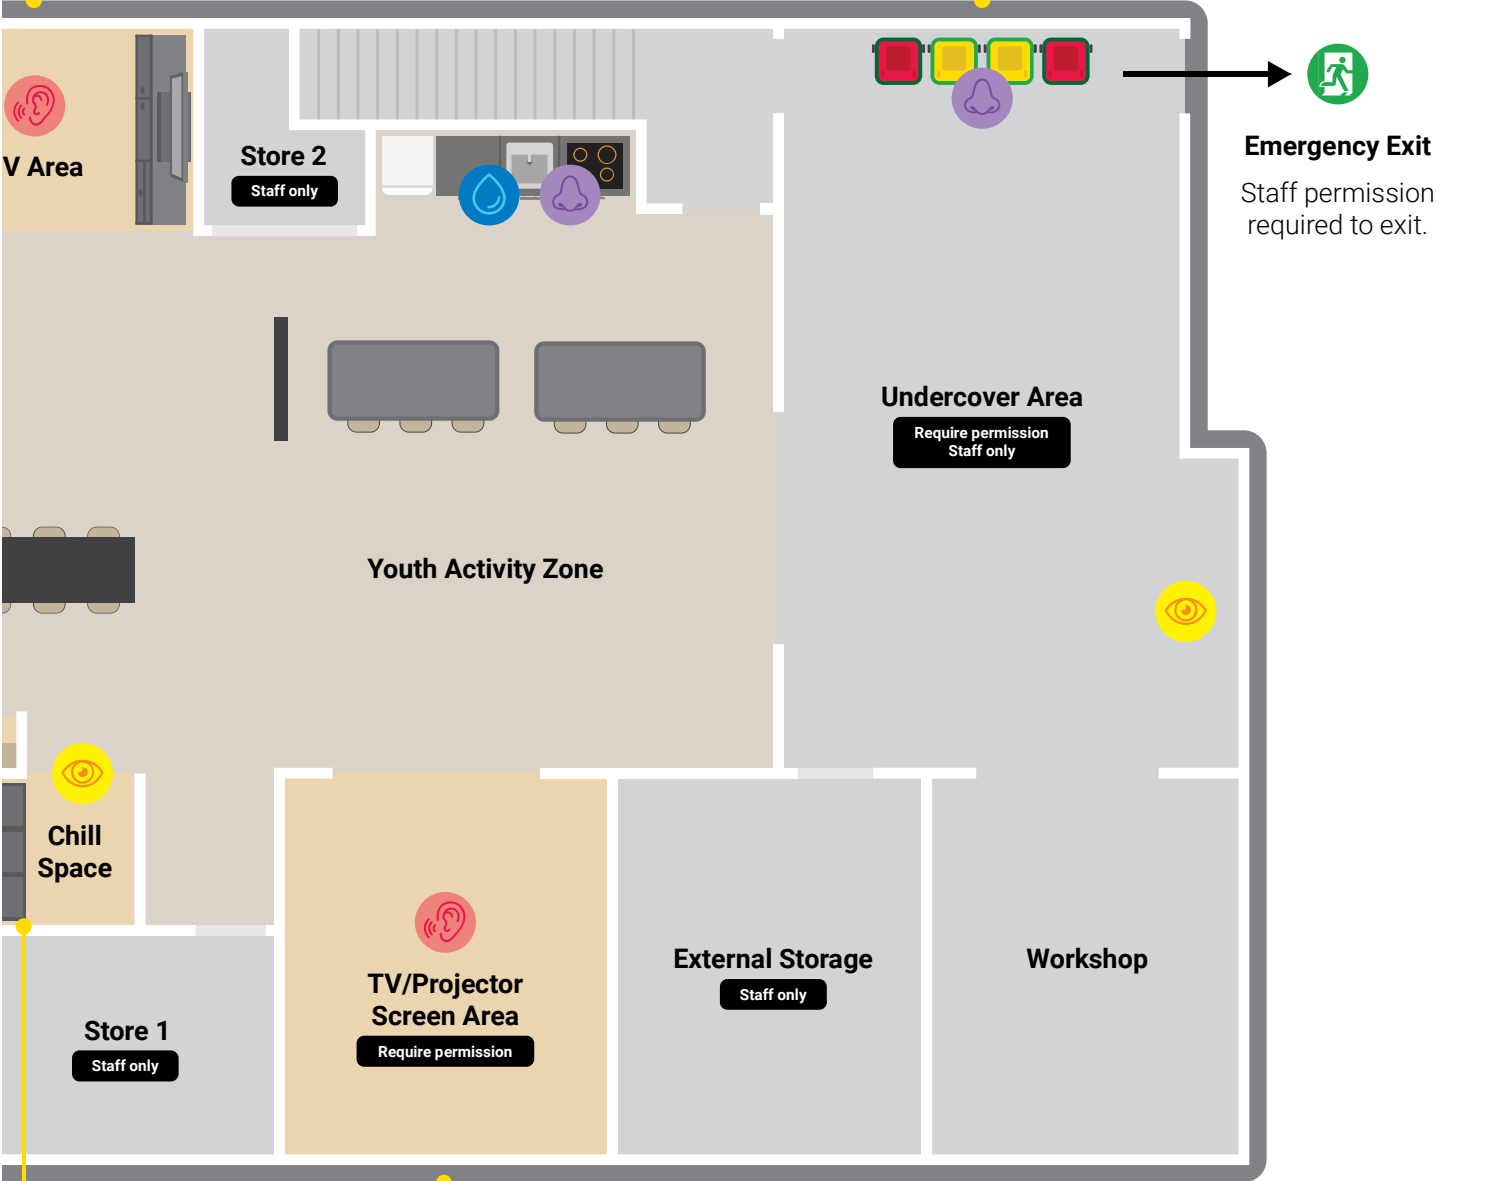 V Area
Store 2
Staff only
Emergency Exit
Staff permission
required to exit.
Undercover Area
Require permission
Staff only
Youth Activity Zone
Chill
Space
Store 1
Staff only
TV/Projector
Screen Area
Require permission
External Storage
Staff only
Workshop